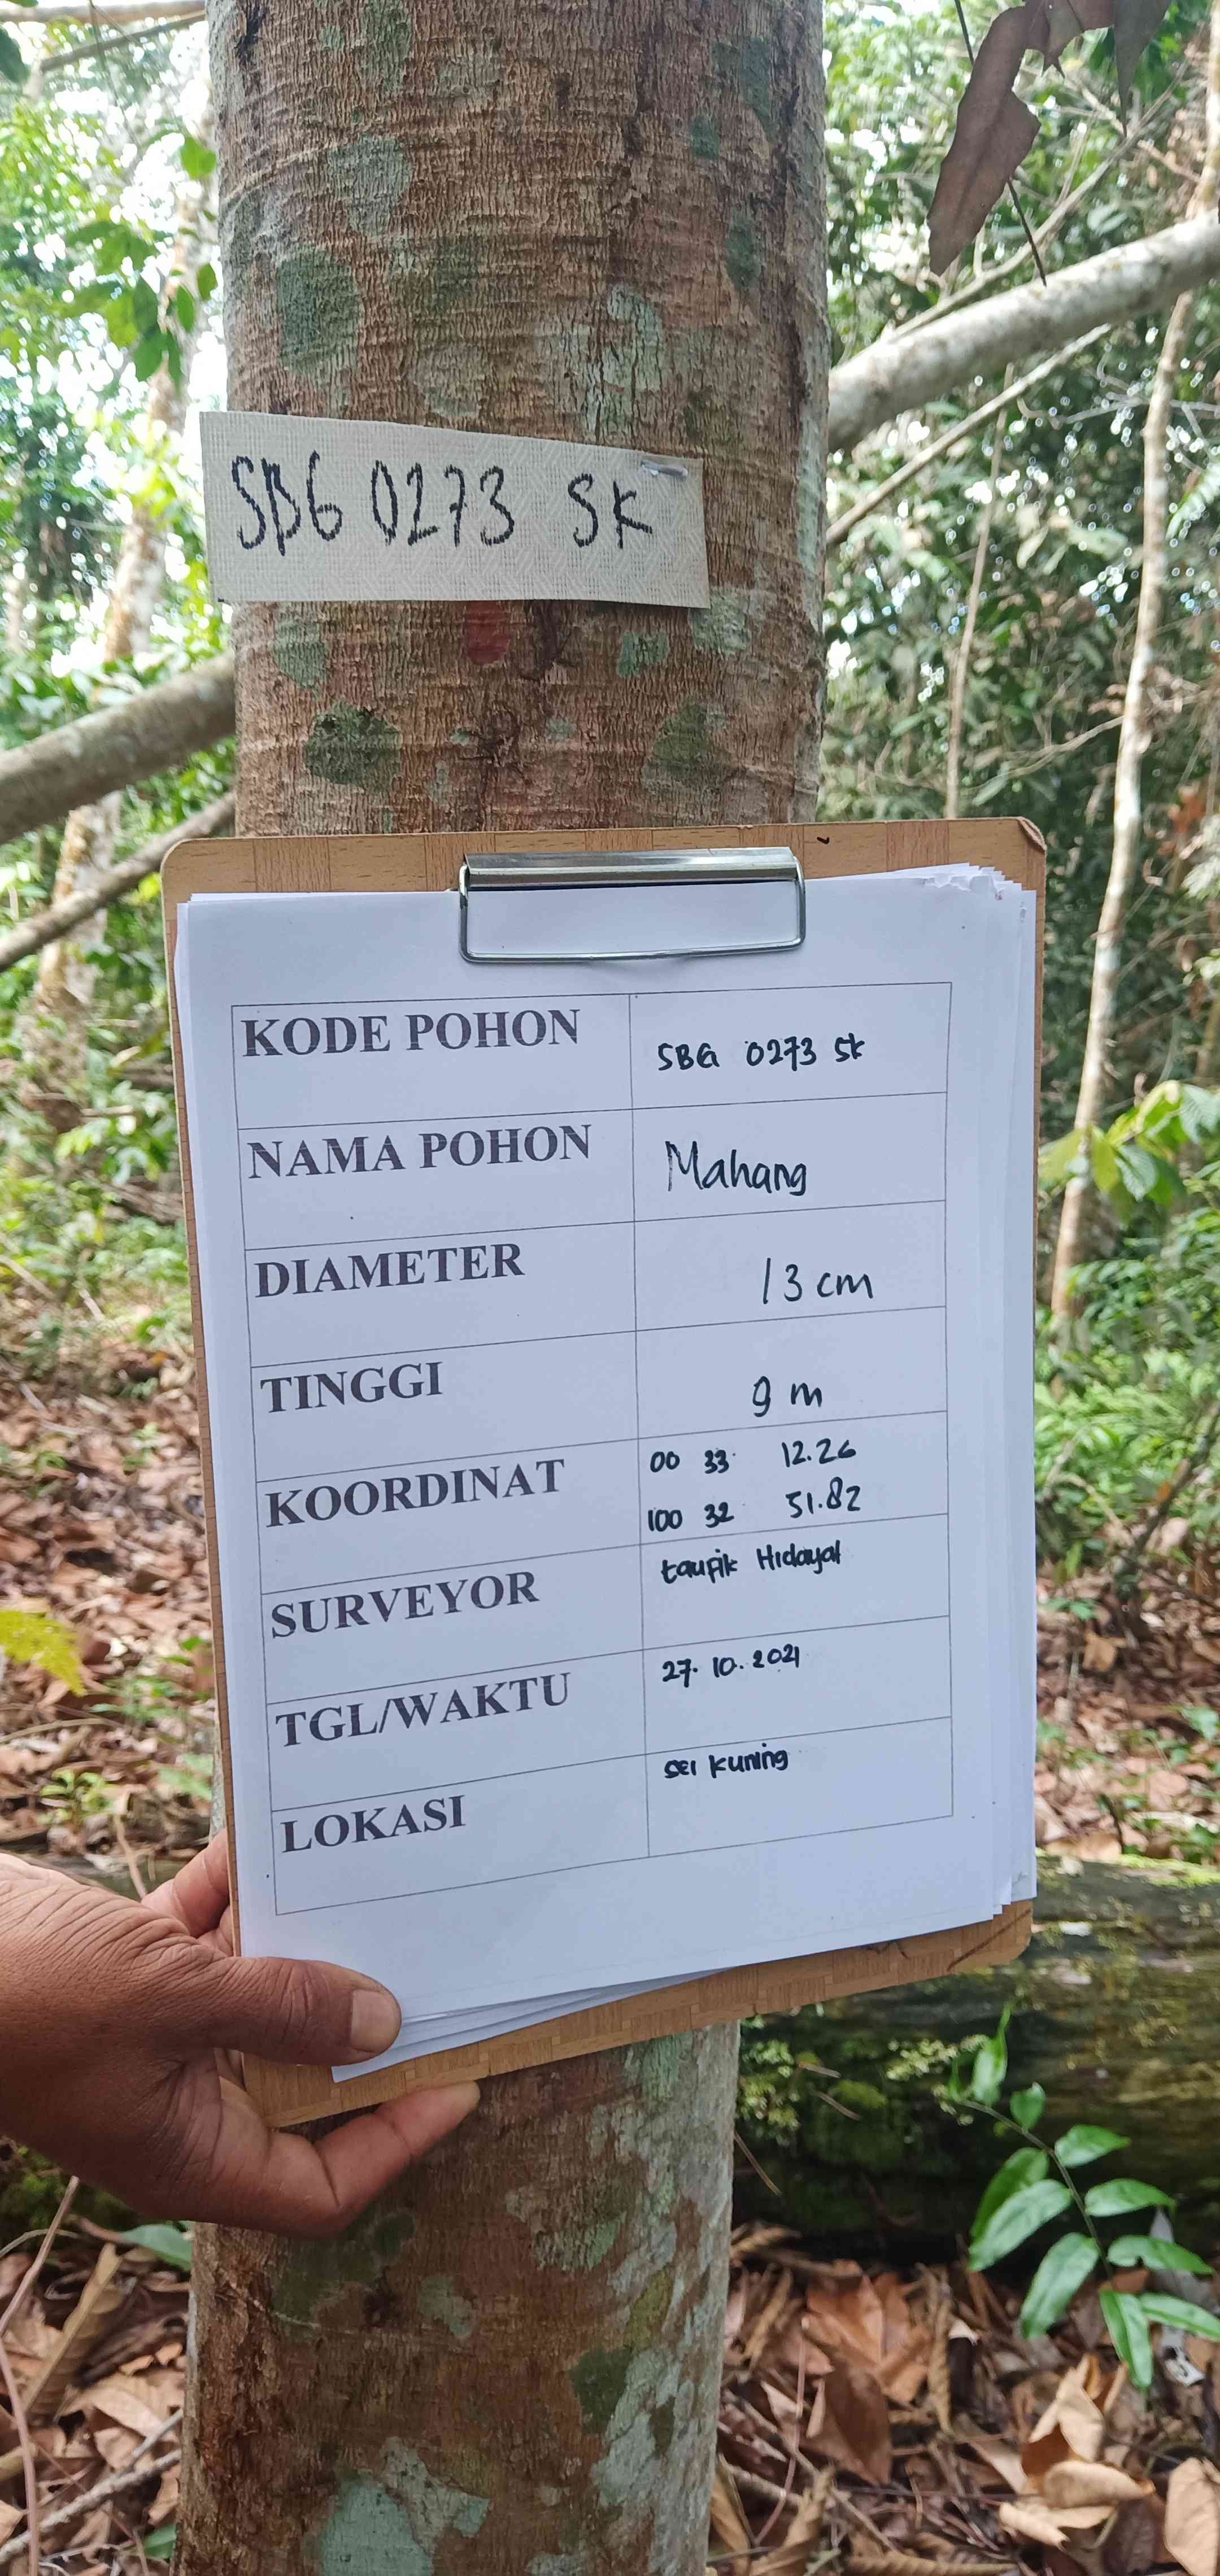 SBG 0273 SK
KODE POHON SBG 0273 SK
NAMA POHON Mahang
DIAMETER 13 cm
TINGGI 9 m
KOORDINAT 00 33 12.26
100 32 51.82
SURVEYOR taufik Hidayat
TGL/WAKTU 27.10.2021
LOKASI sei kuning